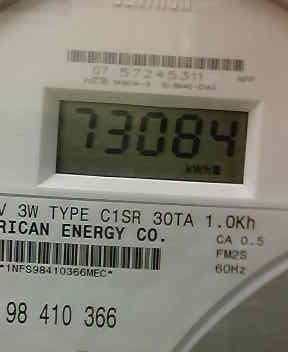 07 57245311
73084
kWh
V 3W TYPE C1SR 30TA 1.0Kh
RICAN ENERGY CO.
CA 0.5
FM2S
60Hz
*1NFS98410366MEC*
98 410 366